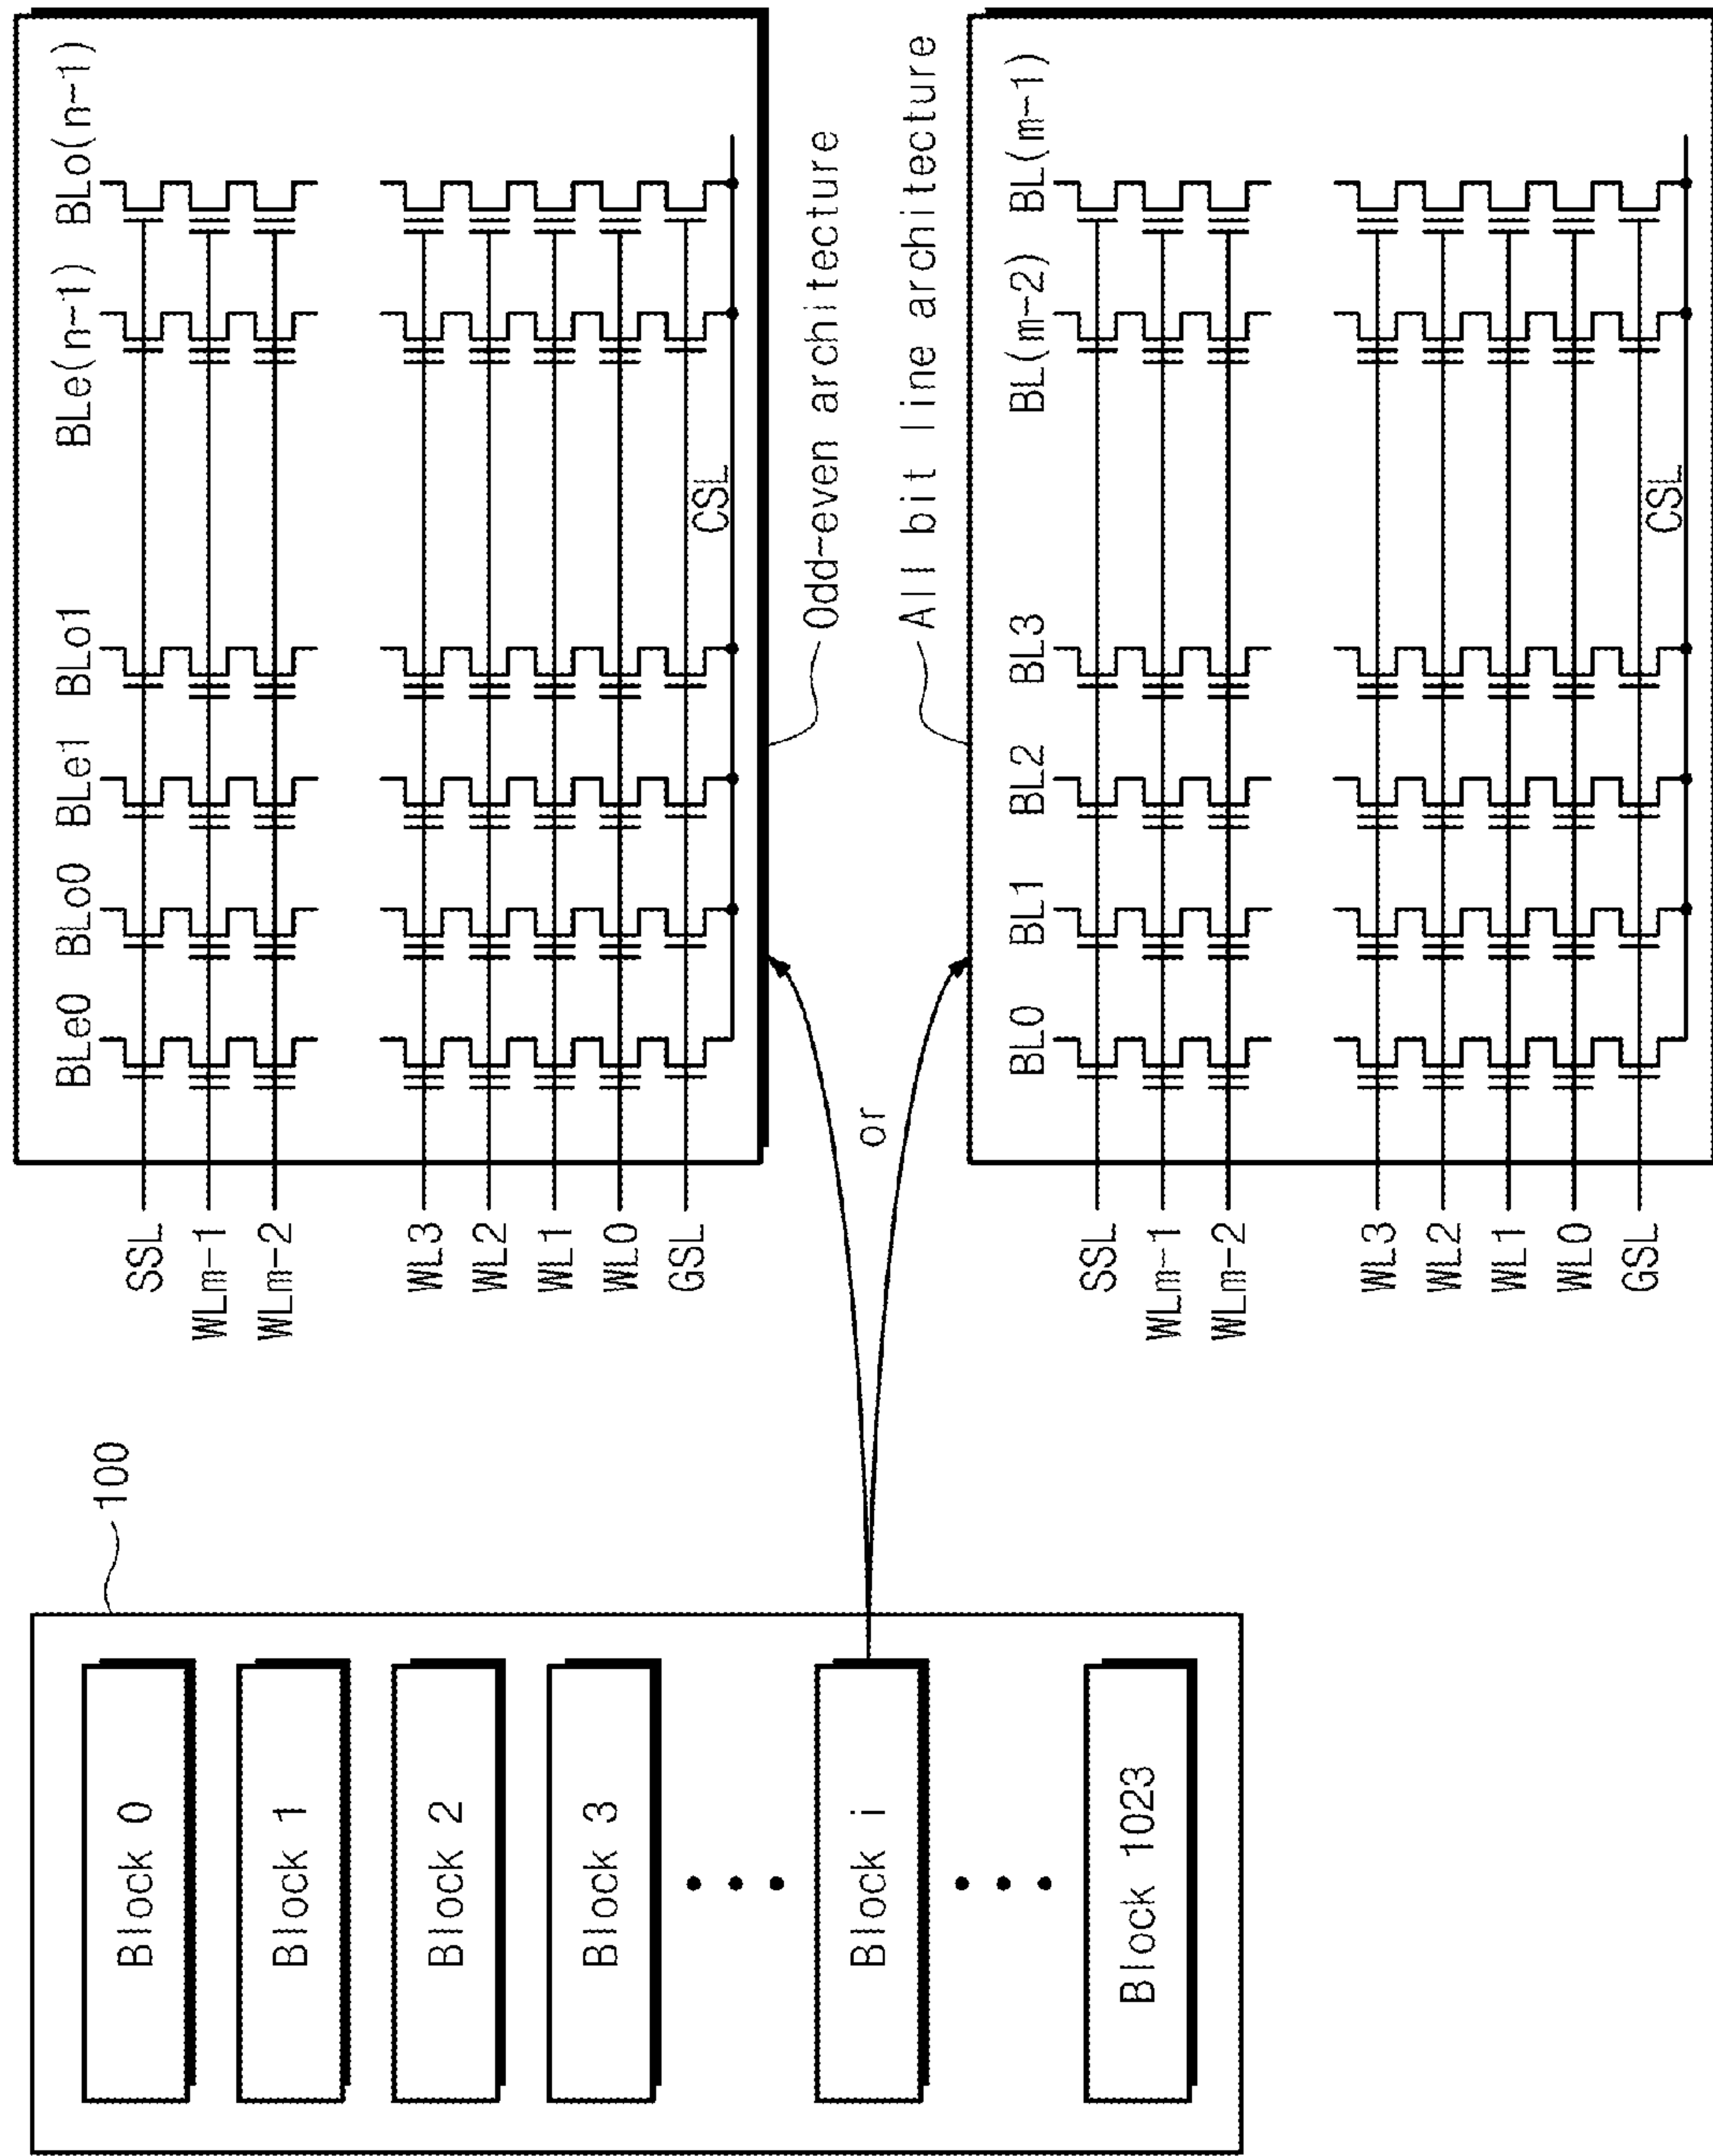 100
Block 0
Block 1
Block 2
Block 3
Block i
Block 1023
or
BLe0 BLo0 BLe1 BLo1 BLe(n-1) BLo(n-1)
SSL
WLm-1
WLm-2
WL3
WL2
WL1
WL0
GSL
CSL
Odd-even architecture
All bit line architecture
BL0 BL1 BL2 BL3 BL(m-2) BL(m-1)
SSL
WLm-1
WLm-2
WL3
WL2
WL1
WL0
GSL
CSL